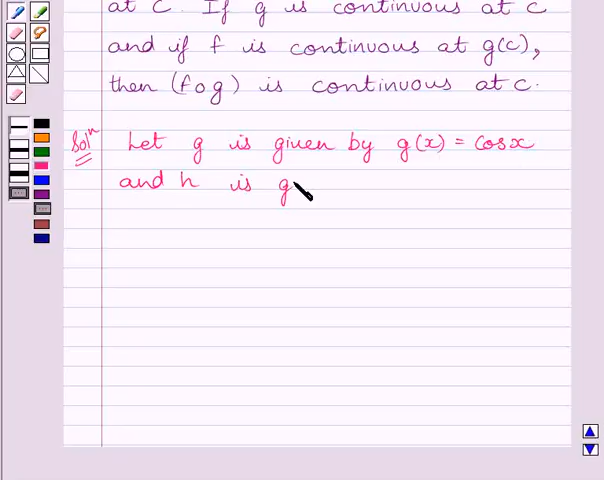 at c. If g is continuous at c
and if f is continuous at g(c),
then (fog) is continuous at c.
Solⁿ Let g is given by g(x) = cosx
and h is g